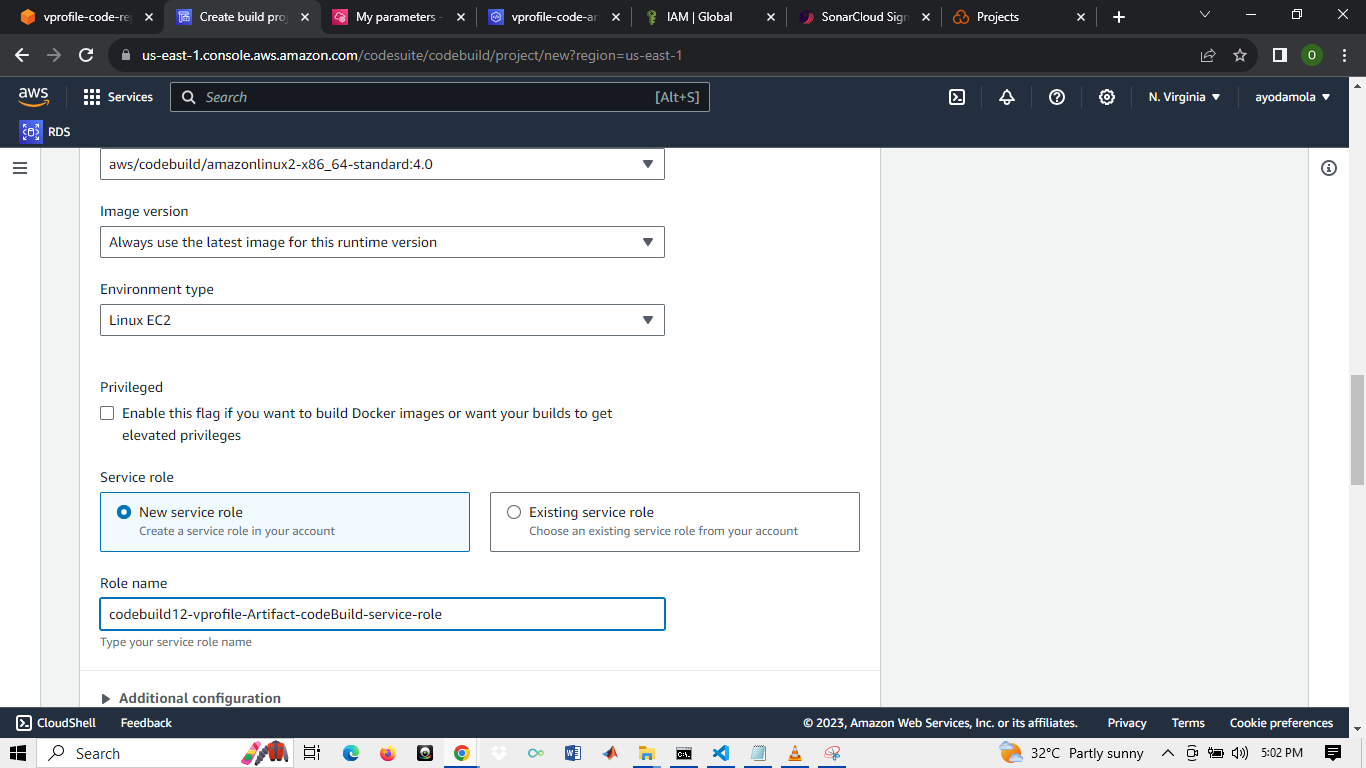 vprofile-code-rep
Create build proj
My parameters -
vprofile-code-ar
IAM | Global
SonarCloud Sign
Projects
us-east-1.console.aws.amazon.com/codesuite/codebuild/project/new?region=us-east-1
aws
Services
Search
[Alt+S]
N. Virginia
ayodamola
O
RDS
aws/codebuild/amazonlinux2-x86_64-standard:4.0
Image version
Always use the latest image for this runtime version
Environment type
Linux EC2
Privileged
Enable this flag if you want to build Docker images or want your builds to get
elevated privileges
Service role
New service role
Create a service role in your account
Existing service role
Choose an existing service role from your account
Role name
codebuild12-vprofile-Artifact-codeBuild-service-role
Type your service role name
Additional configuration
CloudShell
Feedback
© 2023, Amazon Web Services, Inc. or its affiliates.
Privacy
Terms
Cookie preferences
Search
32°C Partly sunny
5:02 PM